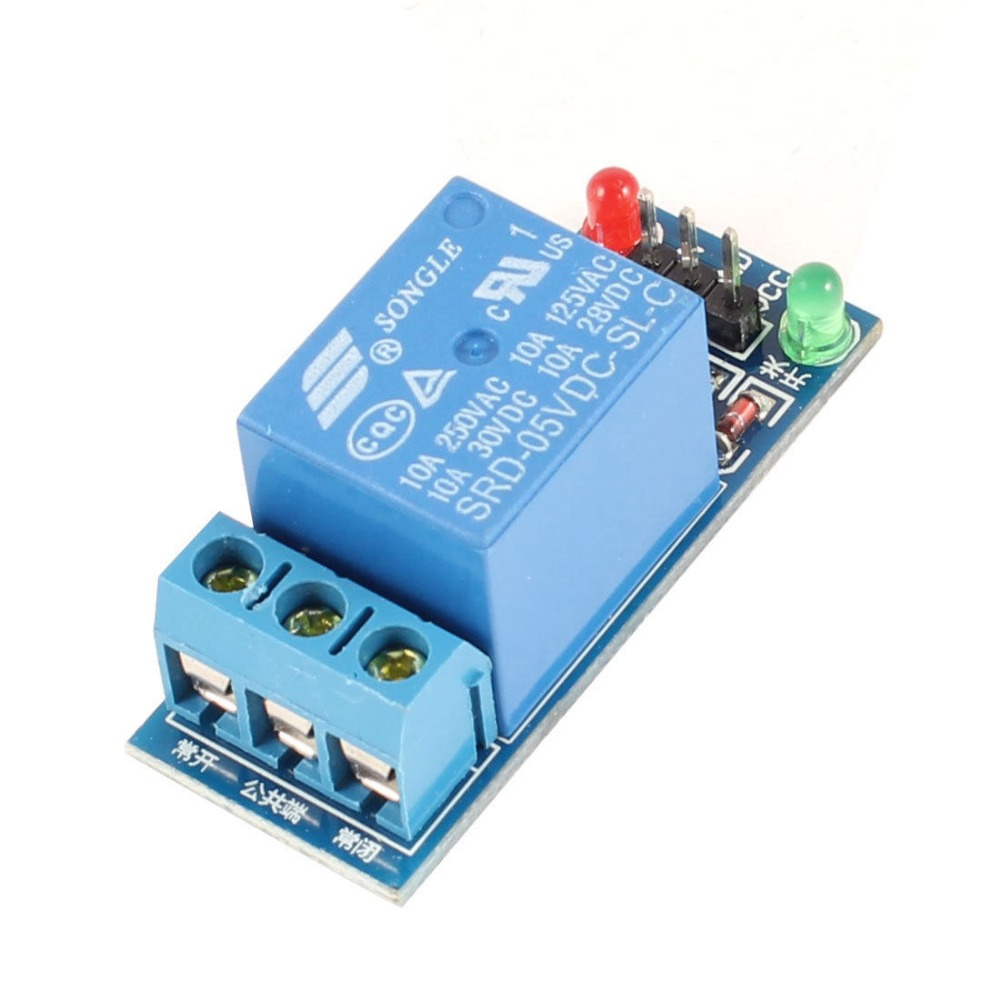 SONGLE
®
c UR US 1
CQC
10A 250VAC 10A 125VAC
10A 30VDC 10A 28VDC
SRD-05VDC-SL-C
VCC
常开
公共端
常闭